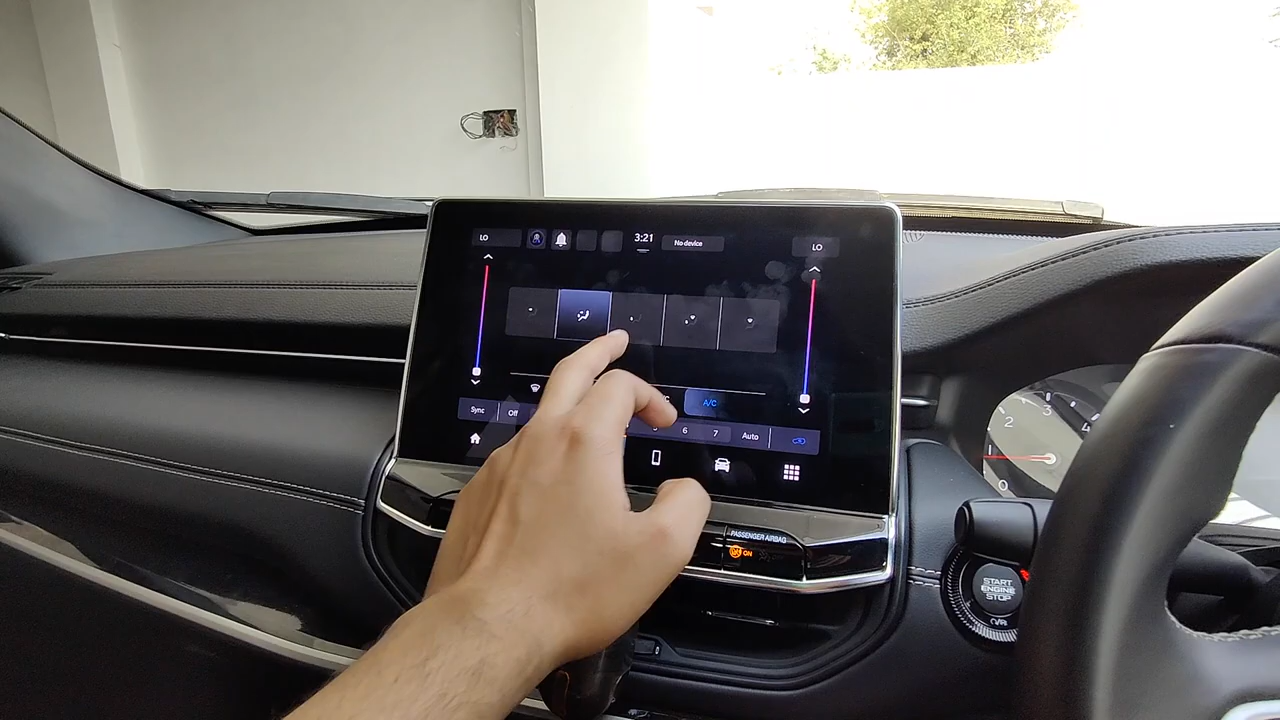 LO 3:21 No device LO
A/C
Sync Off 6 7 Auto
PASSENGER AIRBAG
ON
START
ENGINE
STOP
2 3 4
0